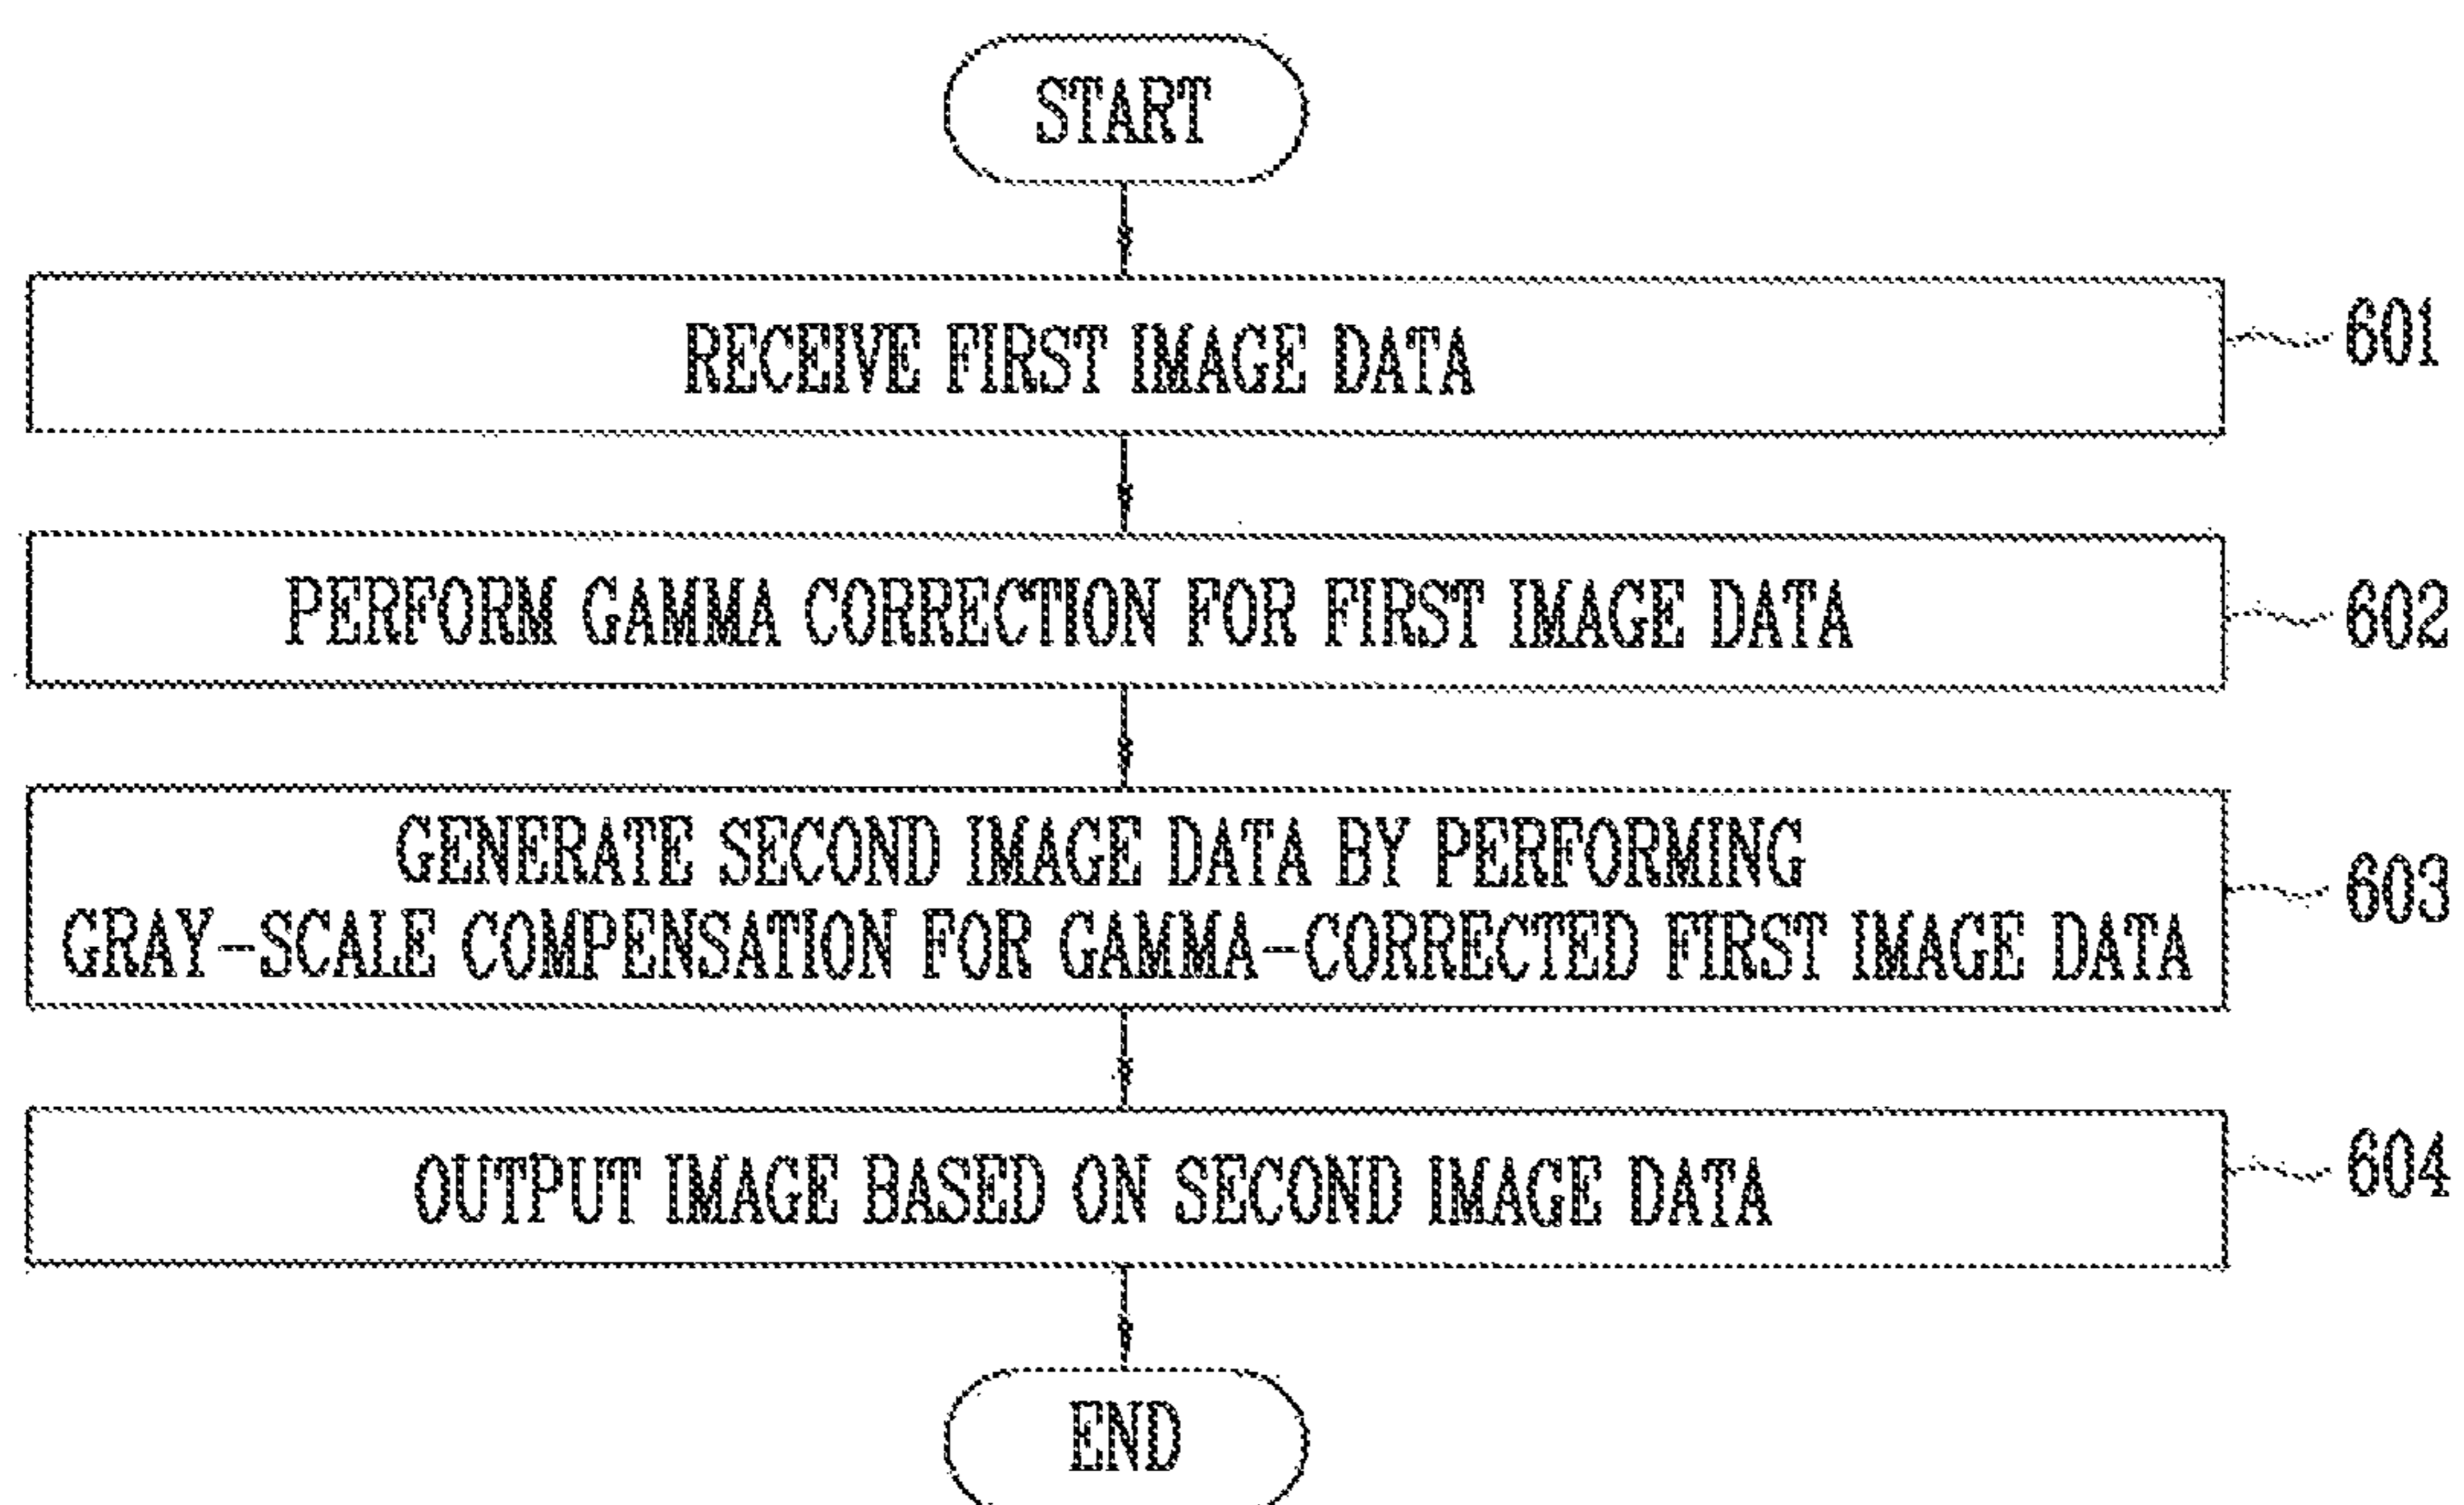 START
RECEIVE FIRST IMAGE DATA
601
PERFORM GAMMA CORRECTION FOR FIRST IMAGE DATA
602
GENERATE SECOND IMAGE DATA BY PERFORMING
GRAY-SCALE COMPENSATION FOR GAMMA-CORRECTED FIRST IMAGE DATA
603
OUTPUT IMAGE BASED ON SECOND IMAGE DATA
604
END